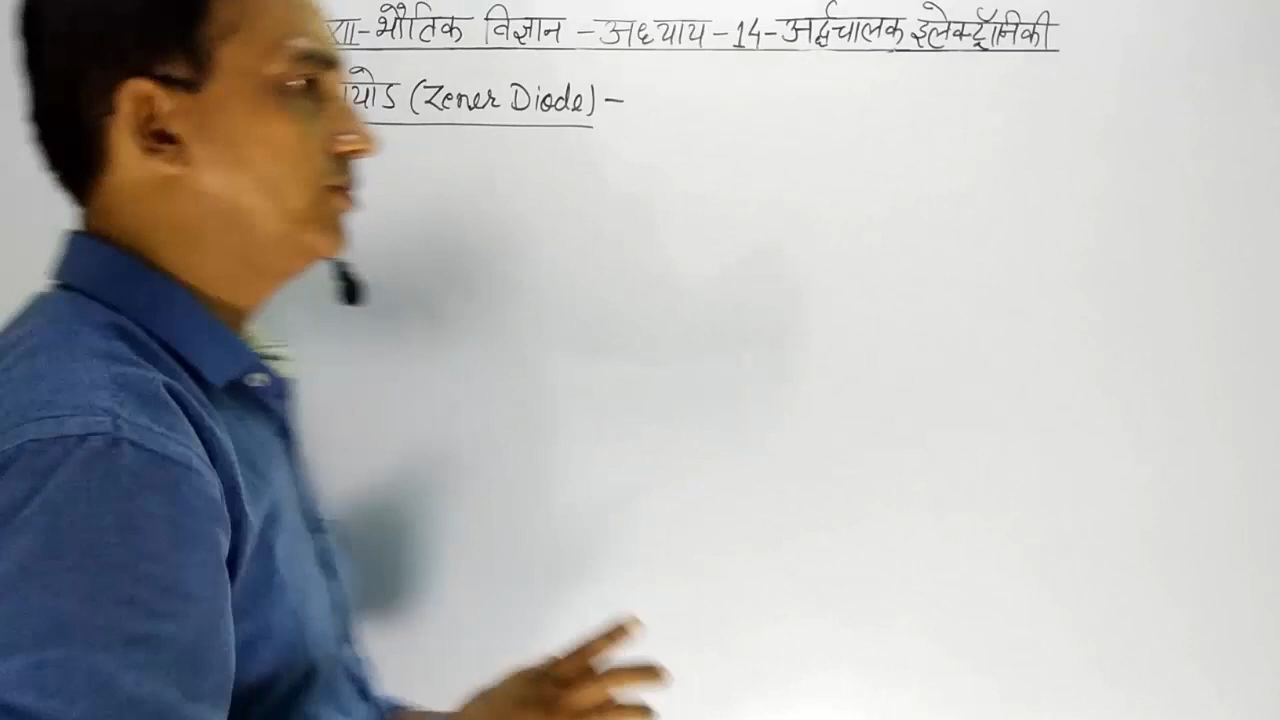 भौतिक विज्ञान - अध्याय - 14 - अर्द्धचालक इलेक्ट्रॉनिकी
(Zener Diode) -